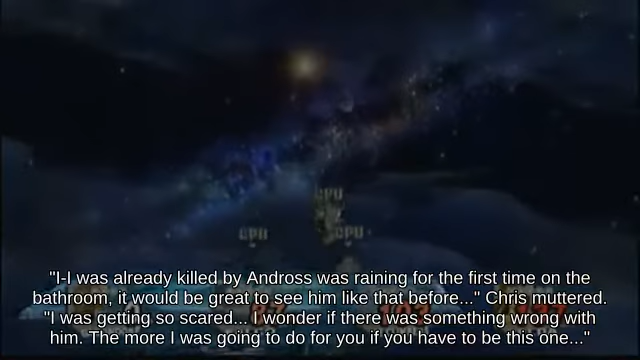 CPU
CPU
CPU
"I-I was already killed by Andross was raining for the first time on the
bathroom, it would be great to see him like that before..." Chris muttered.
"I was getting so scared... I wonder if there was something wrong with
him. The more I was going to do for you if you have to be this one..."